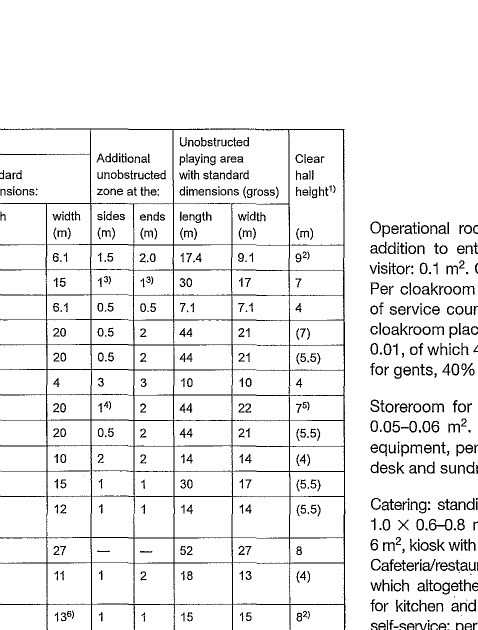 dard
nsions:
Additional
unobstructed
zone at the:
Unobstructed
playing area
with standard
dimensions (gross)
Clear
hall
height¹⁾
h width sides ends length width
(m) (m) (m) (m) (m) (m)
6.1 1.5 2.0 17.4 9.1 9²⁾
15 1³⁾ 1³⁾ 30 17 7
6.1 0.5 0.5 7.1 7.1 4
20 0.5 2 44 21 (7)
20 0.5 2 44 21 (5.5)
4 3 3 10 10 4
20 1⁴⁾ 2 44 22 7⁵⁾
20 0.5 2 44 21 (5.5)
10 2 2 14 14 (4)
15 1 1 30 17 (5.5)
12 1 1 14 14 (5.5)
27 — — 52 27 8
11 1 2 18 13 (4)
13⁶⁾ 1 1 15 15 8²⁾
Operational roo
addition to ent
visitor: 0.1 m². 
Per cloakroom
of service coun
cloakroom plac
0.01, of which 4
for gents, 40%
Storeroom for
0.05–0.06 m².
equipment, per
desk and sundr
Catering: standi
1.0 × 0.6–0.8 m
6 m², kiosk with
Cafeteria/restau
which altogethe
for kitchen and
self-service: per